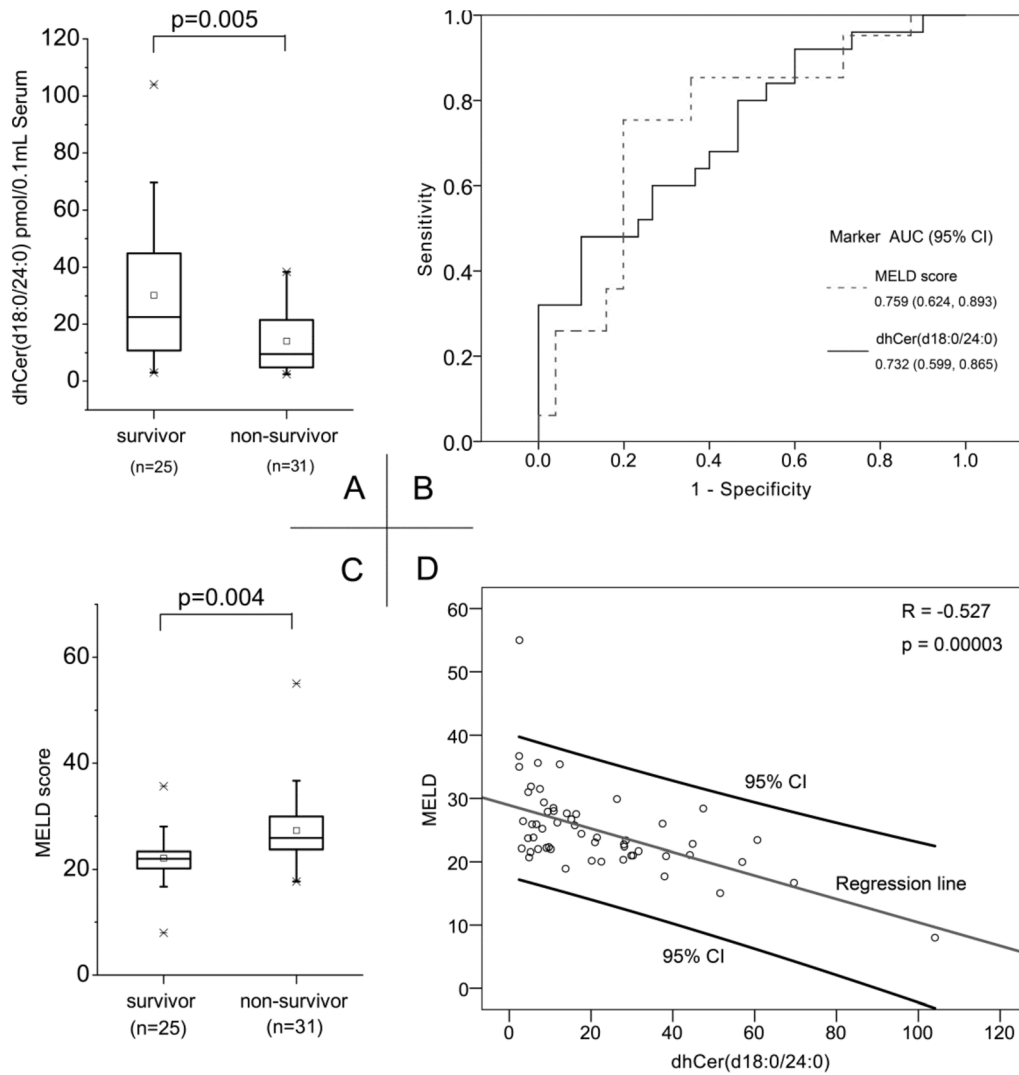 p=0.005
dhCer(d18:0/24:0) pmol/0.1mL Serum
120
100
80
60
40
20
0
survivor
non-survivor
(n=25)
(n=31)
A
Sensitivity
1.0
0.8
0.6
0.4
0.2
0.0
Marker AUC (95% CI)
MELD score
0.759 (0.624, 0.893)
dhCer(d18:0/24:0)
0.732 (0.599, 0.865)
0.0
0.2
0.4
0.6
0.8
1.0
1 - Specificity
B
C
p=0.004
MELD score
60
40
20
0
survivor
non-survivor
(n=25)
(n=31)
D
R = -0.527
p = 0.00003
MELD
60
50
40
30
20
10
0
95% CI
Regression line
95% CI
0
20
40
60
80
100
120
dhCer(d18:0/24:0)